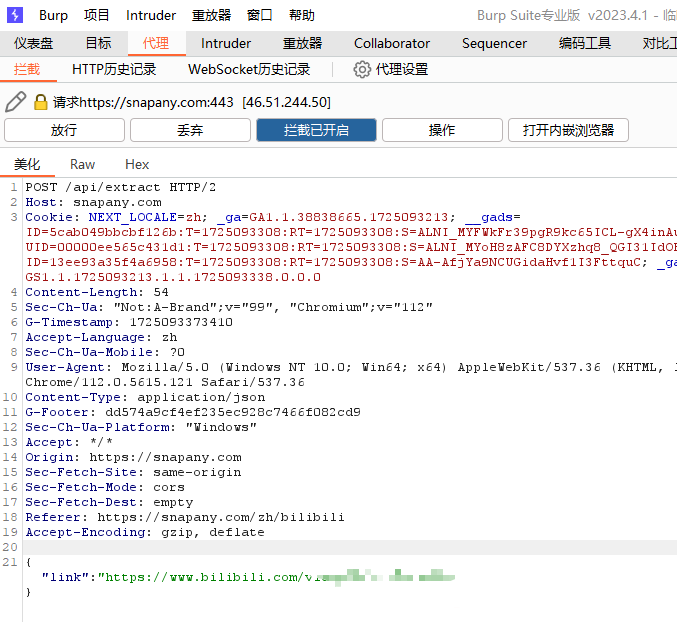 Burp 项目 Intruder 重放器 窗口 帮助 Burp Suite专业版 v2023.4.1 - 临
仪表盘 目标 代理 Intruder 重放器 Collaborator Sequencer 编码工具 对比工
拦截 HTTP历史记录 WebSocket历史记录 代理设置
请求https://snapany.com:443 [46.51.244.50]
放行 丢弃 拦截已开启 操作 打开内嵌浏览器
美化 Raw Hex
1 POST /api/extract HTTP/2
2 Host: snapany.com
3 Cookie: NEXT_LOCALE=zh; _ga=GA1.1.38838665.1725093213; __gads=
ID=5cab049bbcbf126b:T=1725093308:RT=1725093308:S=ALNI_MYFWkFr39pgR9kc65ICL-gX4inAu
UID=00000ee565c431d1:T=1725093308:RT=1725093308:S=ALNI_MYoH8zAFC8DYXzhq8_QGI31IdOF
ID=13ee93a35f4a6958:T=1725093308:RT=1725093308:S=AA-AfjYa9NCUGidaHvf1I3FttquC; _ga
GS1.1.1725093213.1.1.1725093338.0.0.0
4 Content-Length: 54
5 Sec-Ch-Ua: "Not:A-Brand";v="99", "Chromium";v="112"
6 G-Timestamp: 1725093373410
7 Accept-Language: zh
8 Sec-Ch-Ua-Mobile: ?0
9 User-Agent: Mozilla/5.0 (Windows NT 10.0; Win64; x64) AppleWebKit/537.36 (KHTML,
Chrome/112.0.5615.121 Safari/537.36
10 Content-Type: application/json
11 G-Footer: dd574a9cf4ef235ec928c7466f082cd9
12 Sec-Ch-Ua-Platform: "Windows"
13 Accept: */*
14 Origin: https://snapany.com
15 Sec-Fetch-Site: same-origin
16 Sec-Fetch-Mode: cors
17 Sec-Fetch-Dest: empty
18 Referer: https://snapany.com/zh/bilibili
19 Accept-Encoding: gzip, deflate
20
21 {
"link":"https://www.bilibili.com/
}